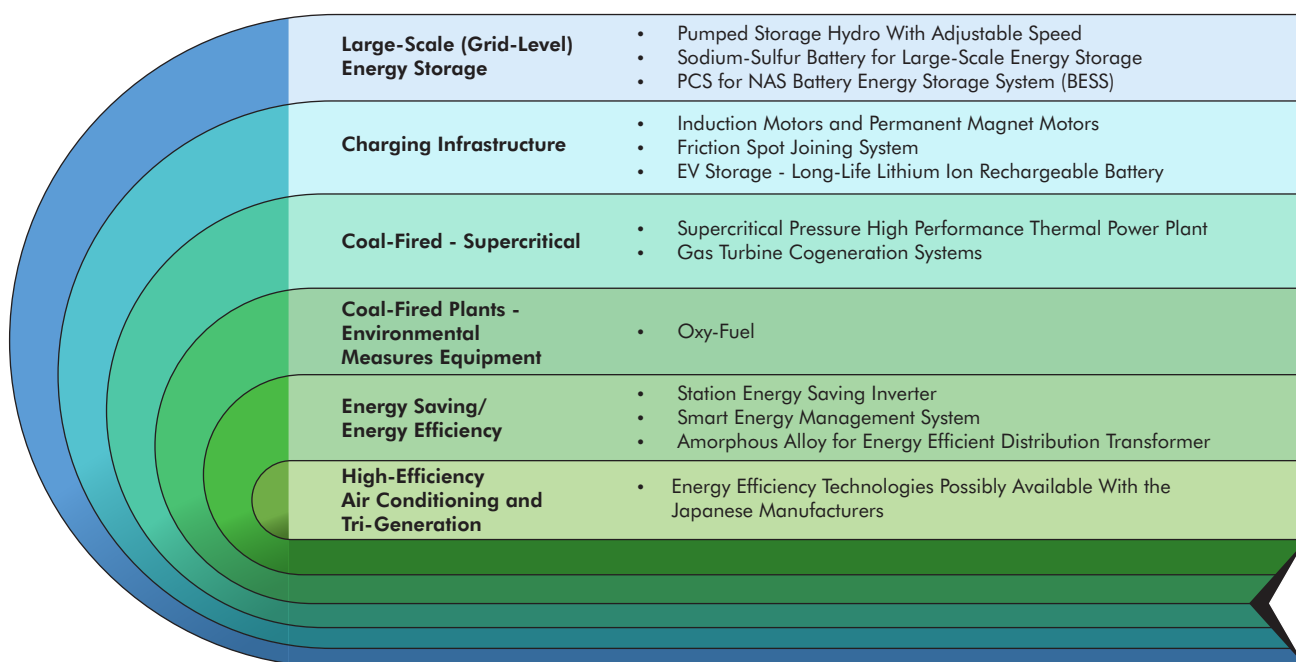 Large-Scale (Grid-Level)
Energy Storage
• Pumped Storage Hydro With Adjustable Speed
• Sodium-Sulfur Battery for Large-Scale Energy Storage
• PCS for NAS Battery Energy Storage System (BESS)
Charging Infrastructure
• Induction Motors and Permanent Magnet Motors
• Friction Spot Joining System
• EV Storage - Long-Life Lithium Ion Rechargeable Battery
Coal-Fired - Supercritical
• Supercritical Pressure High Performance Thermal Power Plant
• Gas Turbine Cogeneration Systems
Coal-Fired Plants -
Environmental
Measures Equipment
• Oxy-Fuel
Energy Saving/
Energy Efficiency
• Station Energy Saving Inverter
• Smart Energy Management System
• Amorphous Alloy for Energy Efficient Distribution Transformer
High-Efficiency
Air Conditioning and
Tri-Generation
• Energy Efficiency Technologies Possibly Available With the
Japanese Manufacturers